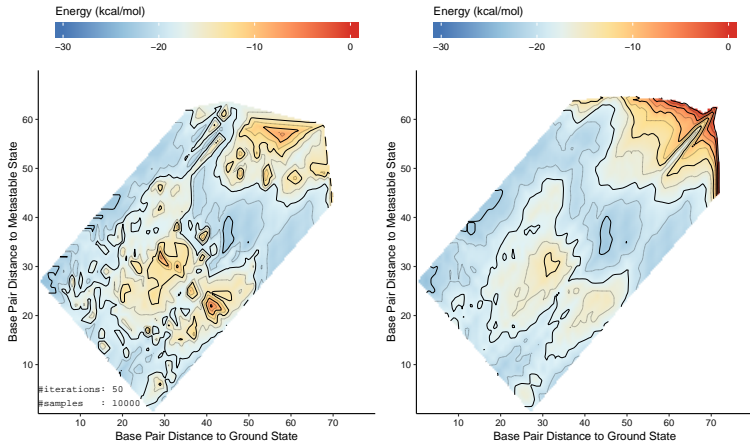 Energy (kcal/mol)
−30 −20 −10 0
Base Pair Distance to Metastable State
60
50
40
30
20
10
#iterations: 50
#samples   : 10000
10 20 30 40 50 60 70
Base Pair Distance to Ground State
Energy (kcal/mol)
−30 −20 −10 0
Base Pair Distance to Metastable State
60
50
40
30
20
10
10 20 30 40 50 60 70
Base Pair Distance to Ground State